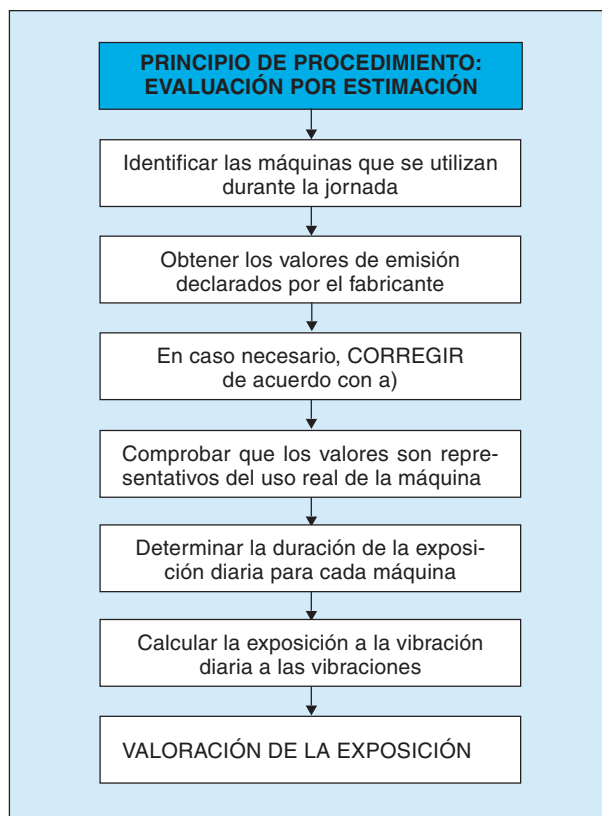 PRINCIPIO DE PROCEDIMIENTO:
EVALUACIÓN POR ESTIMACIÓN
Identificar las máquinas que se utilizan
durante la jornada
Obtener los valores de emisión
declarados por el fabricante
En caso necesario, CORREGIR
de acuerdo con a)
Comprobar que los valores son repre-
sentativos del uso real de la máquina
Determinar la duración de la exposi-
ción diaria para cada máquina
Calcular la exposición a la vibración
diaria a las vibraciones
VALORACIÓN DE LA EXPOSICIÓN